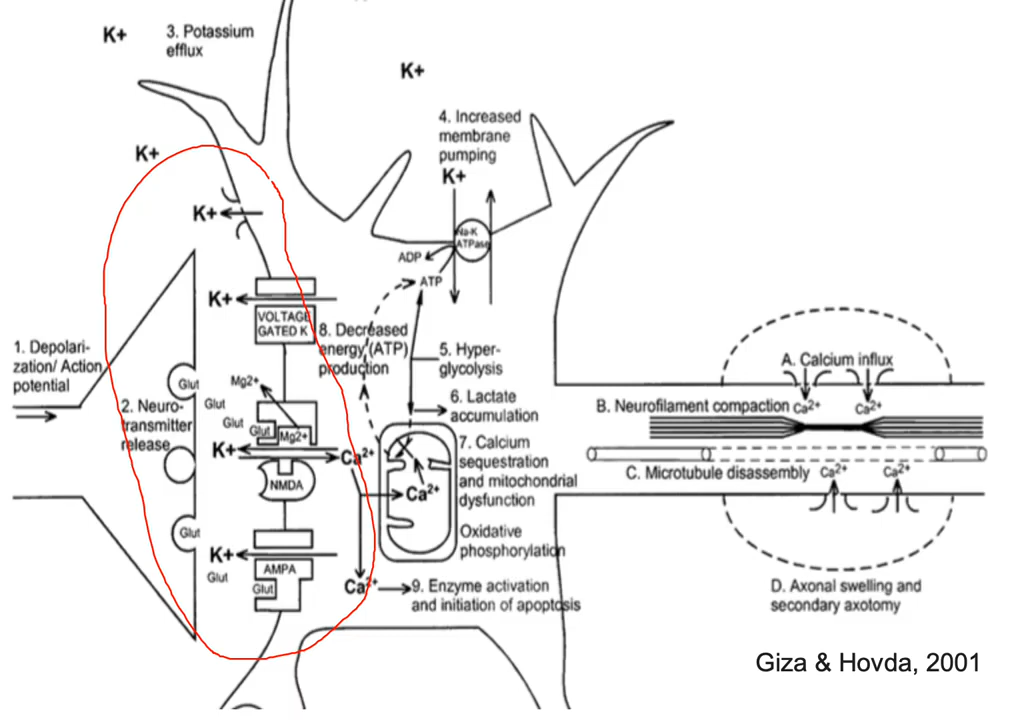 K+
3. Potassium
efflux
K+
K+
4. Increased
membrane
pumping
K+
K+
Na-K
ATPase
ADP
ATP
K+
VOLTAGE
GATED K
8. Decreased
energy (ATP)
production
1. Depolari-
zation/ Action
potential
5. Hyper-
glycolysis
Glut
Mg2+
2. Neuro-
transmitter
release
Glut
Glut
Glut
Mg2+
6. Lactate
accumulation
K+
Ca2+
7. Calcium
sequestration
and mitochondrial
dysfunction
Ca2+
NMDA
Glut
Oxidative
phosphorylation
K+
AMPA
Glut
Glut
Ca2+
9. Enzyme activation
and initiation of apoptosis
A. Calcium influx
B. Neurofilament compaction
Ca2+
Ca2+
C. Microtubule disassembly
Ca2+
Ca2+
D. Axonal swelling and
secondary axotomy
Giza & Hovda, 2001